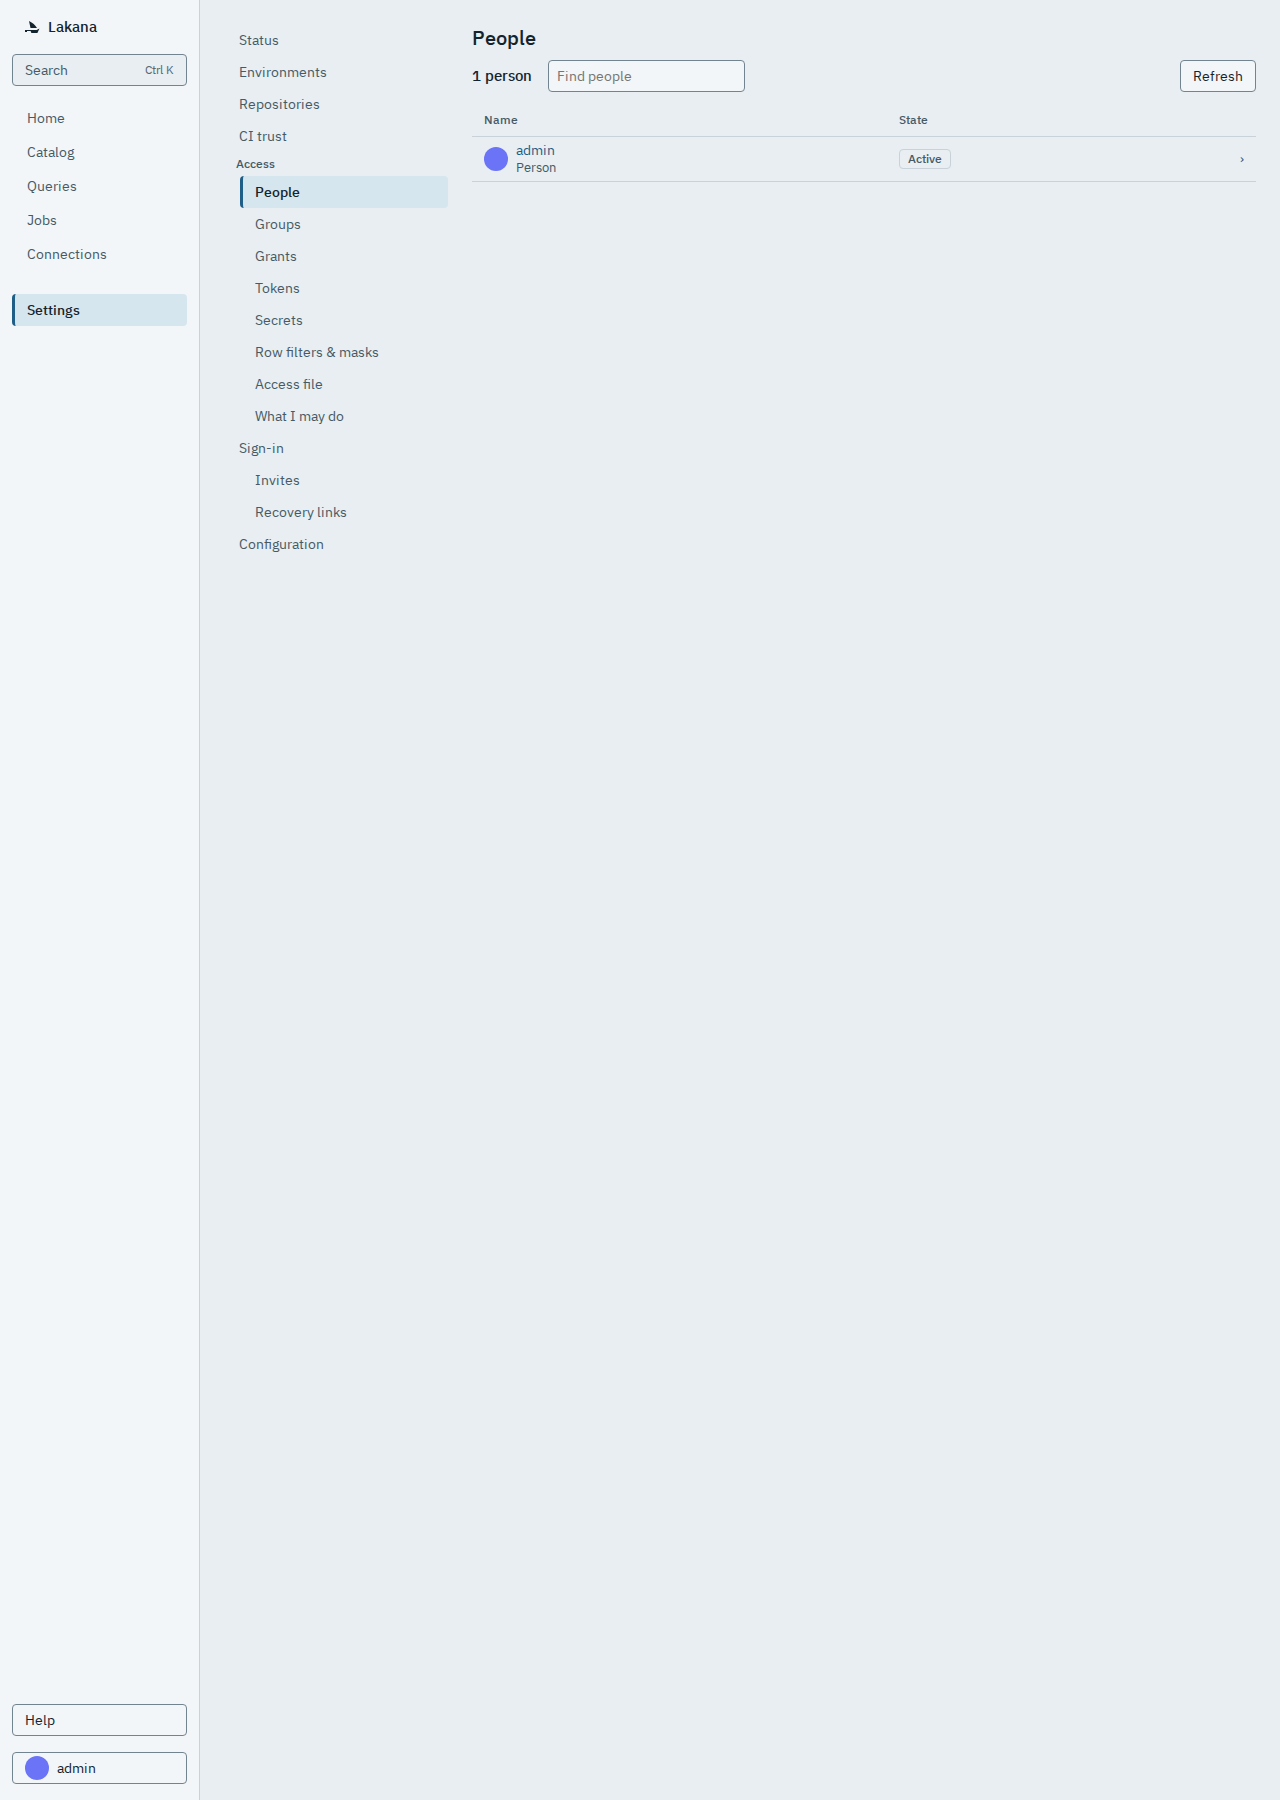 Lakana
Search Ctrl K
Home
Catalog
Queries
Jobs
Connections
Settings
Help
admin
Status
Environments
Repositories
CI trust
Access
People
Groups
Grants
Tokens
Secrets
Row filters & masks
Access file
What I may do
Sign-in
Invites
Recovery links
Configuration
People
1 person Find people Refresh
Name State
admin
Person
Active ›